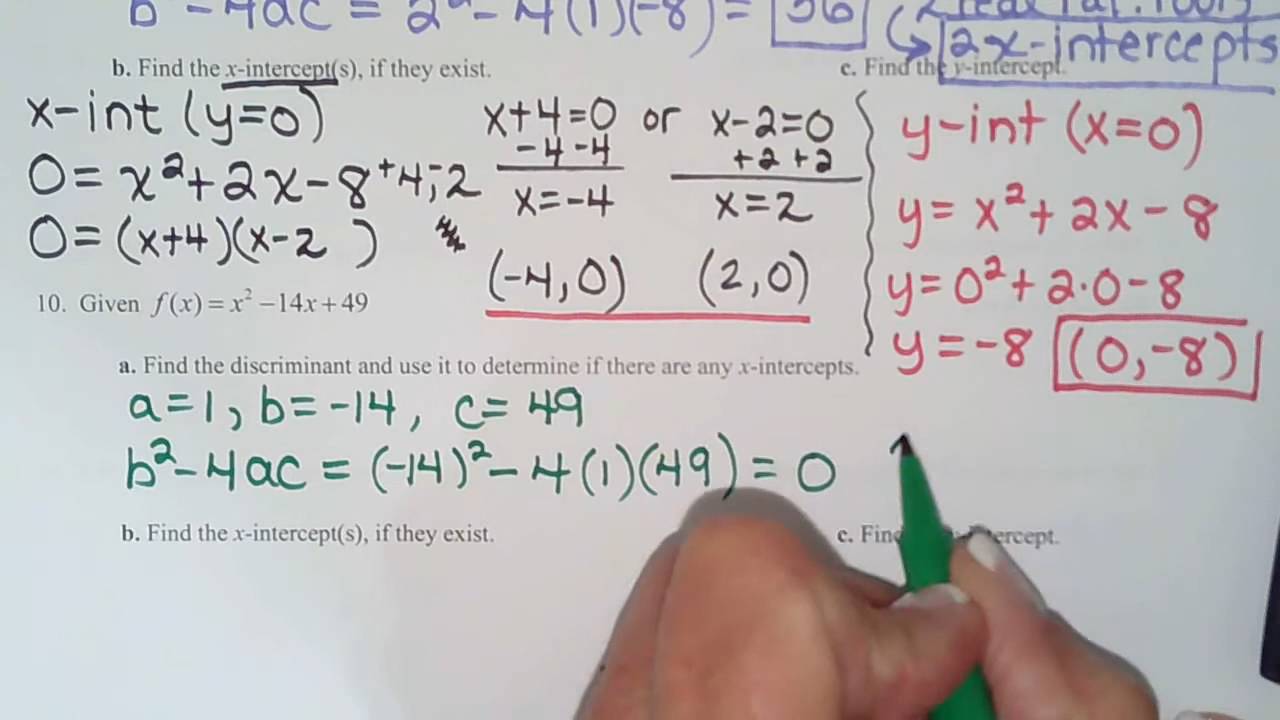 b² - 4ac = 2² - 4(1)(-8) = 36
2x-intercepts
b. Find the x-intercept(s), if they exist.
x-int (y=0)
0 = x² + 2x - 8 +4, -2
0 = (x+4)(x-2 )
x+4=0 or x-2=0
-4 -4 +2 +2
x=-4 x=2
(-4,0) (2,0)
c. Find the y-intercept.
y-int (x=0)
y = x² + 2x - 8
y = 0² + 2·0 - 8
y = -8 (0,-8)
10. Given f(x) = x² - 14x + 49
a. Find the discriminant and use it to determine if there are any x-intercepts.
a=1, b=-14, c=49
b² - 4ac = (-14)² - 4(1)(49) = 0
b. Find the x-intercept(s), if they exist.
c. Find